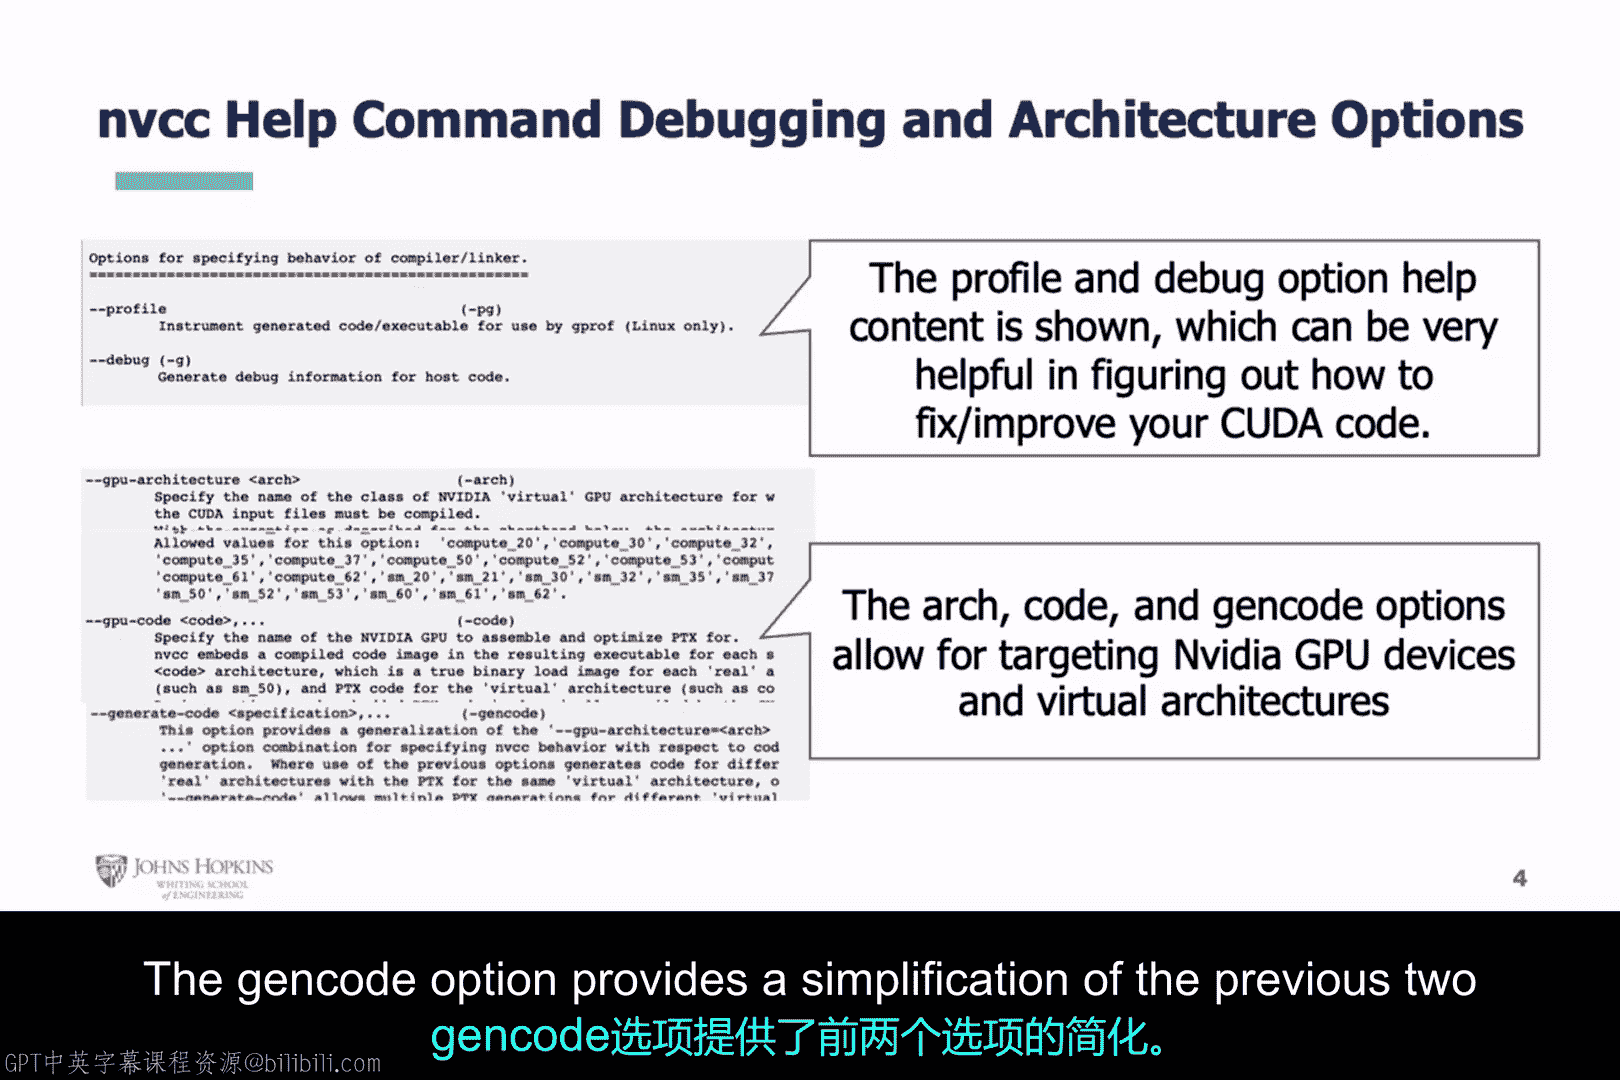 nvcc Help Command Debugging and Architecture Options
Options for specifying behavior of compiler/linker.
==================================================
--profile (-pg)
Instrument generated code/executable for use by gprof (Linux only).
--debug (-g)
Generate debug information for host code.
The profile and debug option help
content is shown, which can be very
helpful in figuring out how to
fix/improve your CUDA code.
--gpu-architecture <arch> (-arch)
Specify the name of the class of NVIDIA 'virtual' GPU architecture for w
the CUDA input files must be compiled.
Allowed values for this option: 'compute_20','compute_30','compute_32',
'compute_35','compute_37','compute_50','compute_52','compute_53','comput
'compute_61','compute_62','sm_20','sm_21','sm_30','sm_32','sm_35','sm_37
'sm_50','sm_52','sm_53','sm_60','sm_61','sm_62'.
--gpu-code <code>,... (-code)
Specify the name of the NVIDIA GPU to assemble and optimize PTX for.
nvcc embeds a compiled code image in the resulting executable for each s
<code> architecture, which is a true binary load image for each 'real' a
(such as sm_50), and PTX code for the 'virtual' architecture (such as co
--generate-code <specification>,... (-gencode)
This option provides a generalization of the '--gpu-architecture=<arch>
...' option combination for specifying nvcc behavior with respect to cod
generation. Where use of the previous options generates code for differ
'real' architectures with the PTX for the same 'virtual' architecture, o
'--generate-code' allows multiple PTX generations for different 'virtual
The arch, code, and gencode options
allow for targeting Nvidia GPU devices
and virtual architectures
JOHNS HOPKINS
WHITING SCHOOL
of ENGINEERING
4
The gencode option provides a simplification of the previous two
gencode选项提供了前两个选项的简化。
GPT中英字幕课程资源@bilibili.com